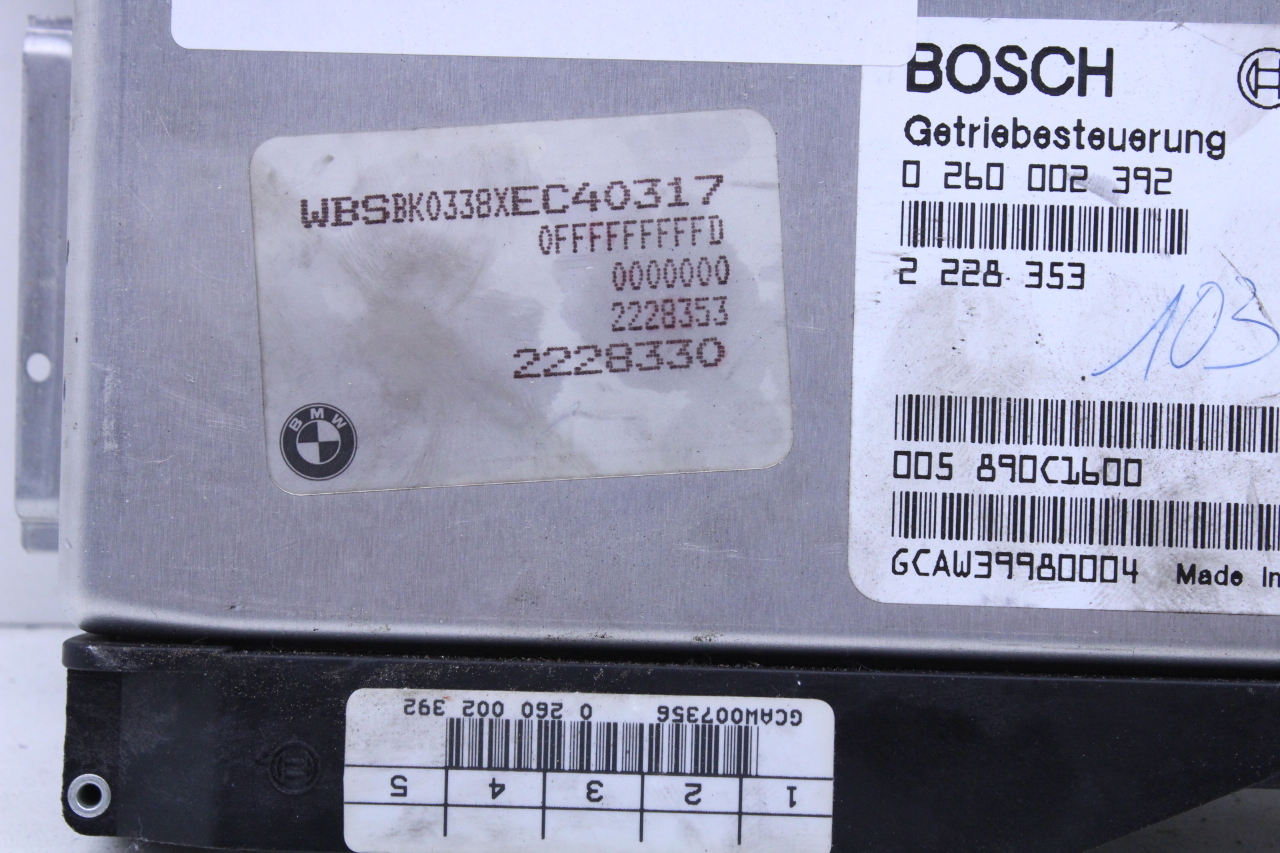 WBSBK0338XEC40317
0FFFFFFFFFD
0000000
2228353
2228330
BMW
BOSCH
Getriebesteuerung
0 260 002 392
2 228 353
103
005 890C1600
GCAW39980004 Made In
GCAW007356 0 260 002 392
1 2 3 4 5